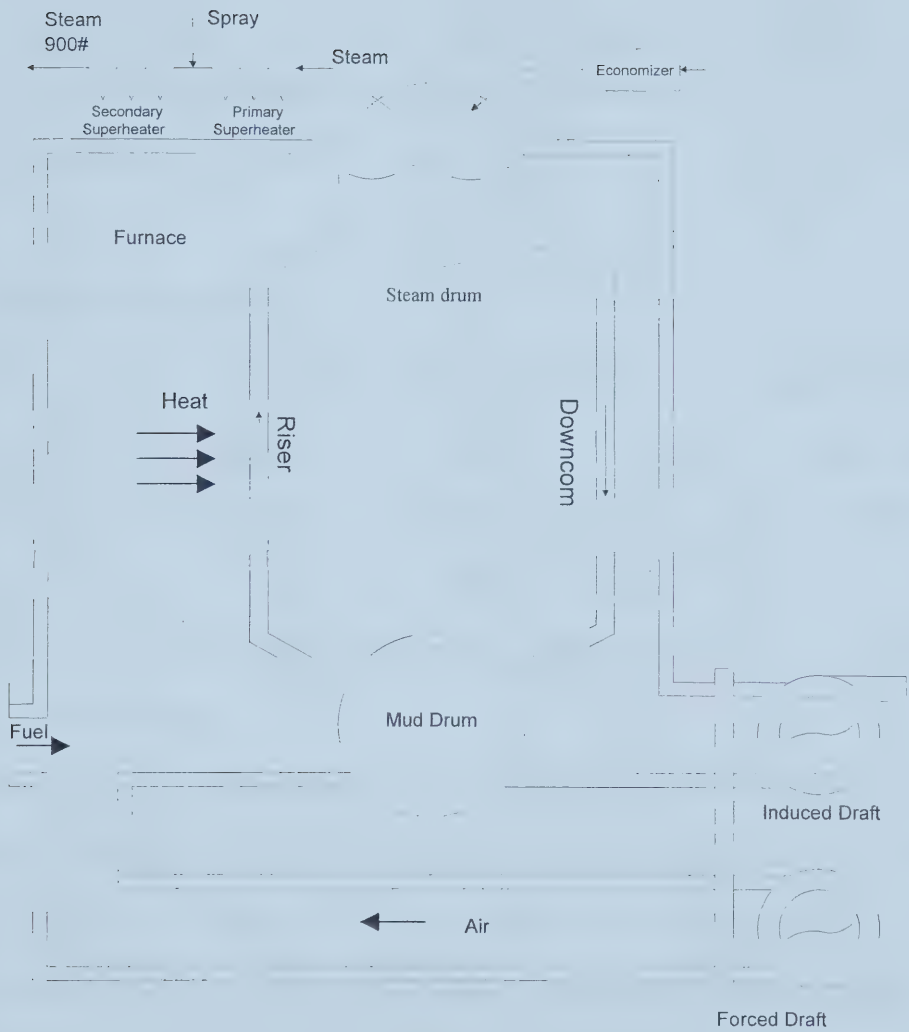 Steam
900#
Spray
Steam
Economizer
Secondary
Superheater
Primary
Superheater
Furnace
Steam drum
Heat
Riser
Downcom
Mud Drum
Fuel
Induced Draft
Air
Forced Draft